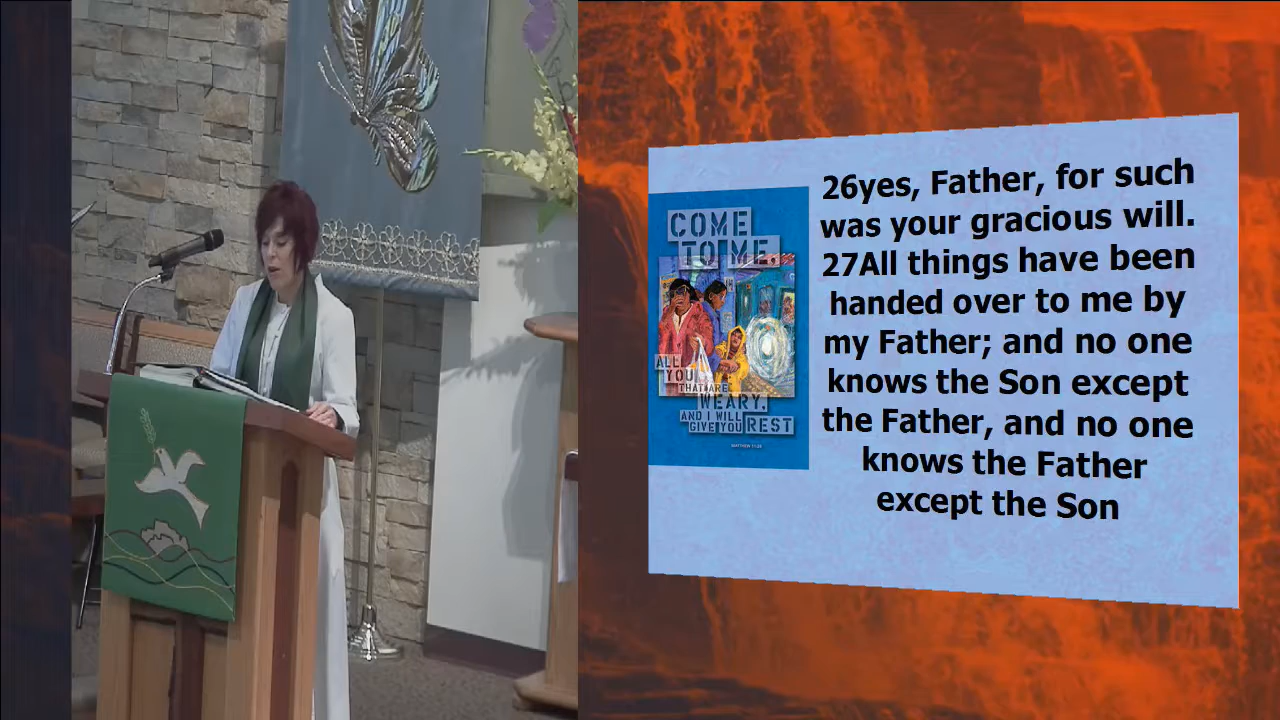 COME
TO ME,
ALL
YOU
THAT ARE
WEARY,
AND I WILL
GIVE YOU REST
26yes, Father, for such
was your gracious will.
27All things have been
handed over to me by
my Father; and no one
knows the Son except
the Father, and no one
knows the Father
except the Son